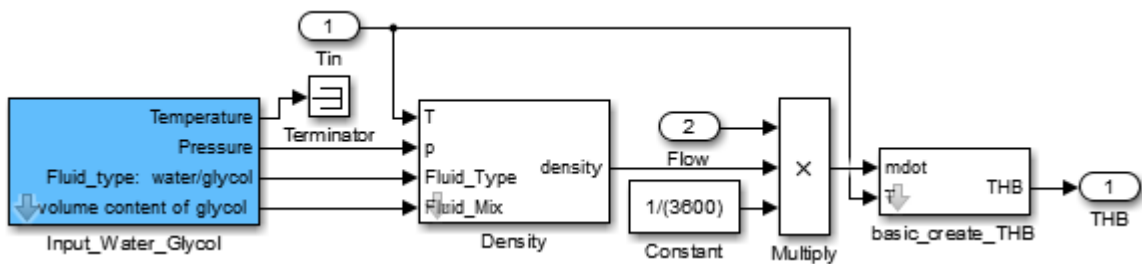 1
Tin
Temperature
Pressure
Fluid_type: water/glycol
volume content of glycol
Input_Water_Glycol
Terminator
T
p
Fluid_Type
Fluid_Mix
density
Density
2
Flow
1/(3600)
Constant
×
Multiply
mdot
T
THB
basic_create_THB
1
THB